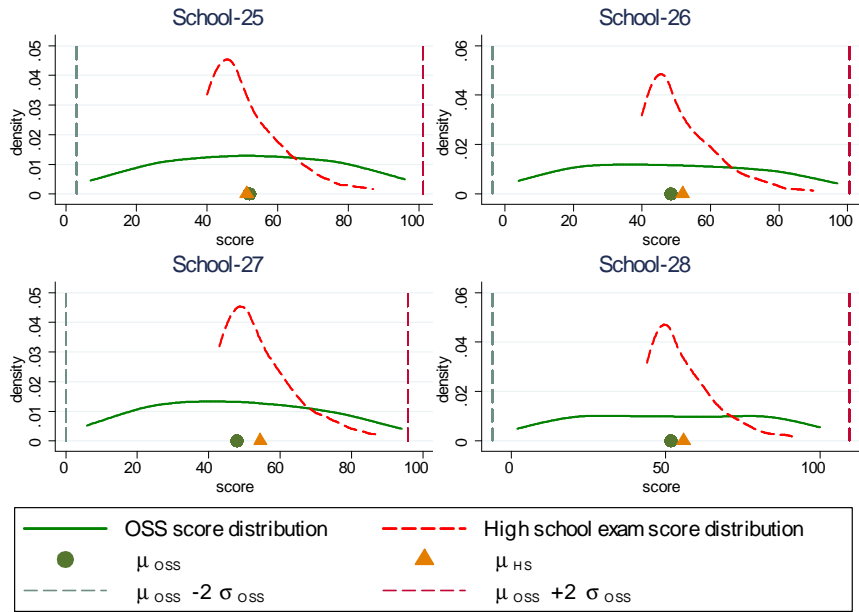 School-25
.05
.04
.03
.02
.01
0
density
0 20 40 60 80 100
score
School-26
.06
.04
.02
0
density
0 20 40 60 80 100
score
School-27
.05
.04
.03
.02
.01
0
density
0 20 40 60 80 100
score
School-28
.06
.04
.02
0
density
0 50 100
score
OSS score distribution
High school exam score distribution
μ OSS
μ HS
μ OSS -2 σ OSS
μ OSS +2 σ OSS